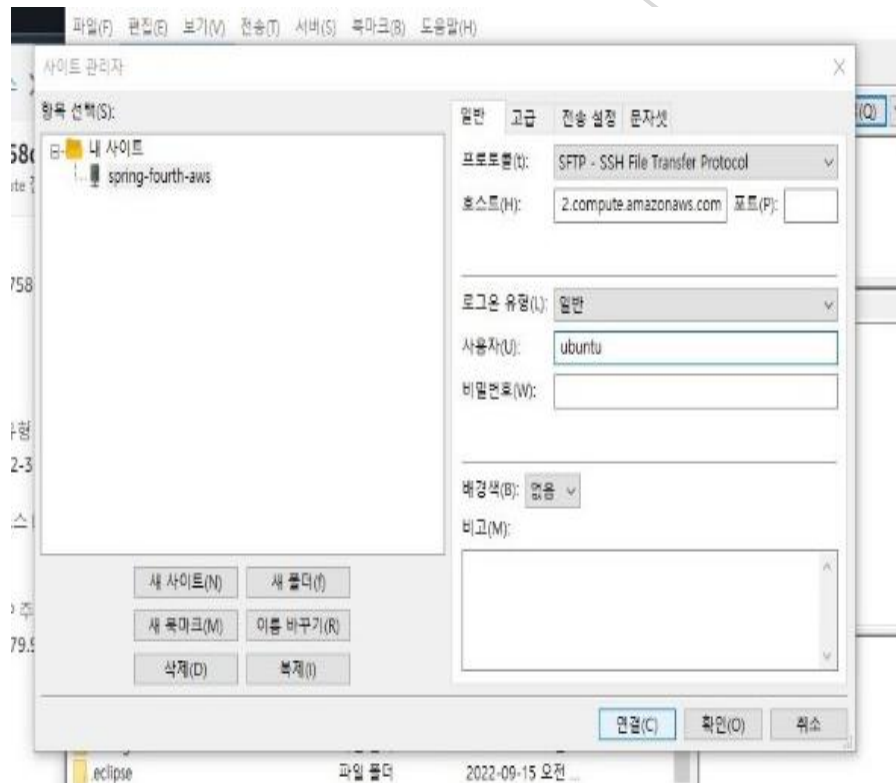 파일(F) 편집(E) 보기(V) 전송(T) 서버(S) 북마크(B) 도움말(H)
사이트 관리자
항목 선택(S):
내 사이트
spring-fourth-aws
새 사이트(N) 새 폴더(f)
새 북마크(M) 이름 바꾸기(R)
삭제(D) 복제(I)
일반 고급 전송 설정 문자셋
프로토콜(t): SFTP - SSH File Transfer Protocol
호스트(H): 2.compute.amazonaws.com 포트(P):
로그온 유형(L): 일반
사용자(U): ubuntu
비밀번호(W):
배경색(B): 없음
비고(M):
연결(C) 확인(O) 취소
(Q)
758
2-3
.eclipse 파일 폴더 2022-09-15 오전 ...